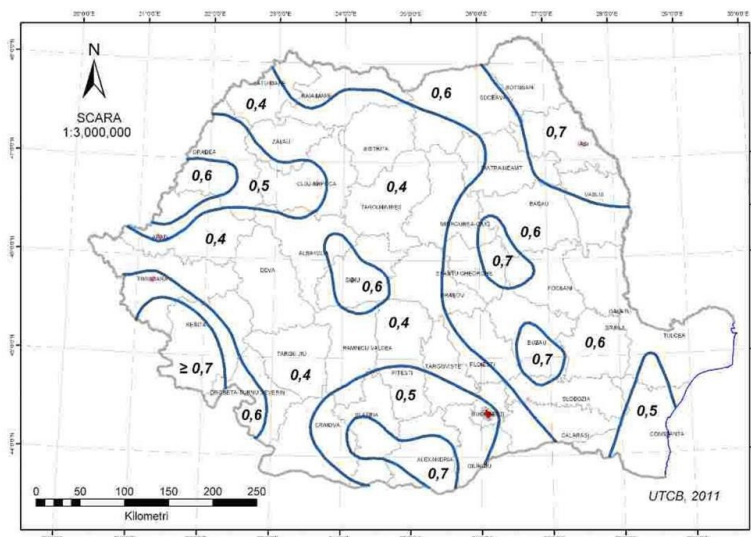 N
SCARA
1:3,000,000
SATU MARE
BAIA MARE
0,4
0,6
SUCEAVA
BOTOSANI
0,7
ORADEA
ZALAU
BISTRITA
0,6
0,5
CLUJ-NAPOCA
0,4
PIATRA NEAMT
VASLUI
BACAU
0,4
MIERCUREA-CIUC
0,6
ALBA IULIA
DEVA
SIBIU
0,6
SFANTU GHEORGHE
0,7
BRASOV
FOCSANI
TIMISOARA
RESITA
0,4
GALATI
BRAILA
TULCEA
≥ 0,7
TARGU JIU
0,4
RAMNICU VALCEA
PITESTI
TARGOVISTE
PLOIESTI
BUZAU
0,7
0,6
DROBETA-TURNU SEVERIN
0,6
0,5
SLOBOZIA
0,5
CRAIOVA
SLATINA
CALARASI
CONSTANTA
ALEXANDRIA
GIURGIU
0,7
0 50 100 150 200 250
Kilometri
UTCB, 2011